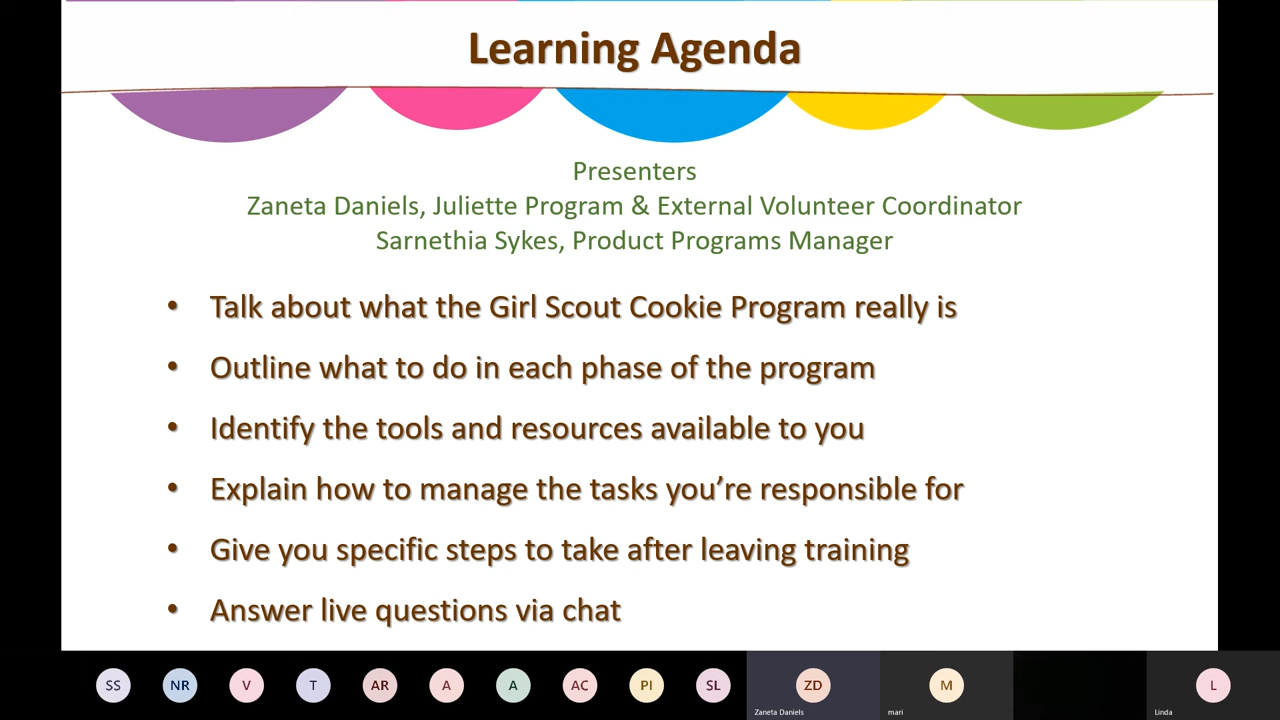 Learning Agenda
Presenters
Zaneta Daniels, Juliette Program & External Volunteer Coordinator
Sarnethia Sykes, Product Programs Manager
• Talk about what the Girl Scout Cookie Program really is
• Outline what to do in each phase of the program
• Identify the tools and resources available to you
• Explain how to manage the tasks you’re responsible for
• Give you specific steps to take after leaving training
• Answer live questions via chat
SS NR V T AR A A AC PI SL ZD M L
Zaneta Daniels mari Linda